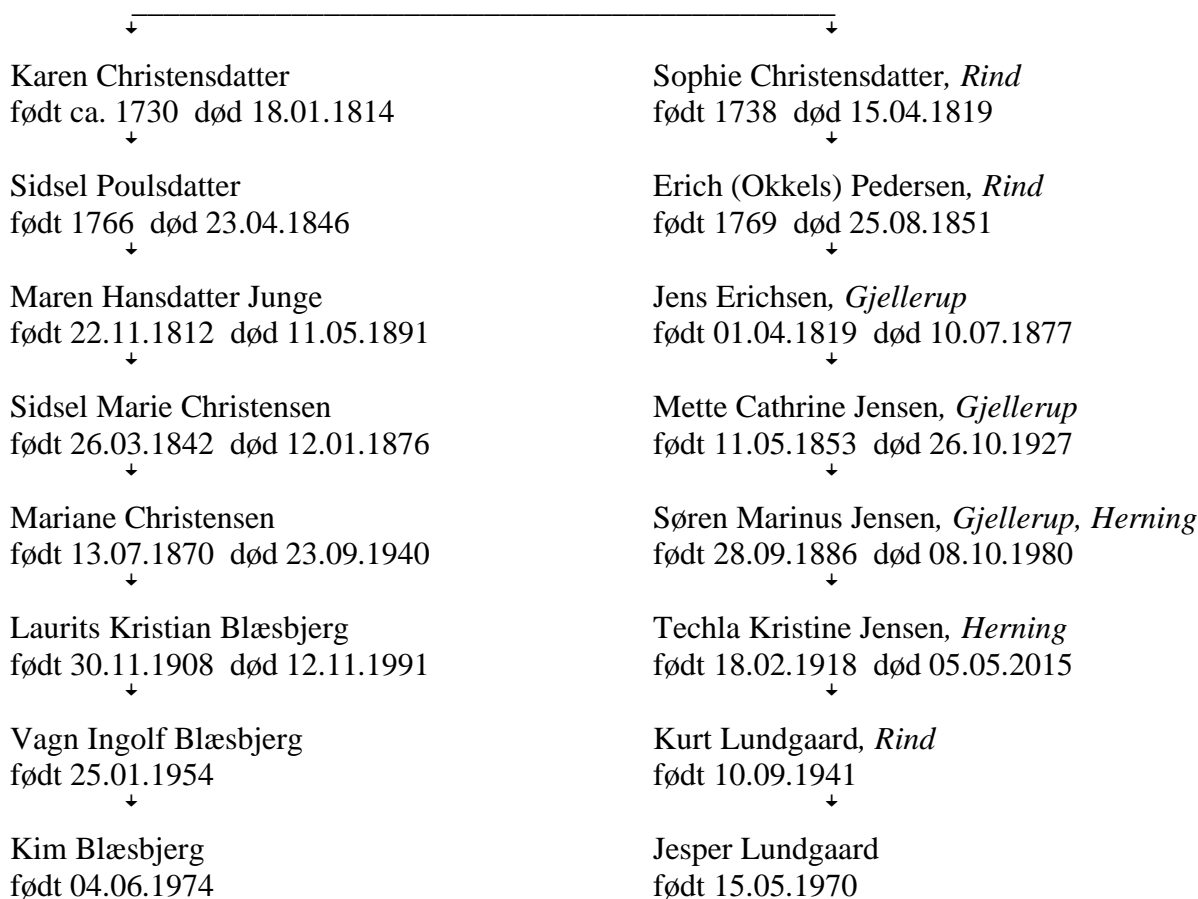 Karen Christensdatter
født ca. 1730 død 18.01.1814
Sidsel Poulsdatter
født 1766 død 23.04.1846
Maren Hansdatter Junge
født 22.11.1812 død 11.05.1891
Sidsel Marie Christensen
født 26.03.1842 død 12.01.1876
Mariane Christensen
født 13.07.1870 død 23.09.1940
Laurits Kristian Blæsbjerg
født 30.11.1908 død 12.11.1991
Vagn Ingolf Blæsbjerg
født 25.01.1954
Kim Blæsbjerg
født 04.06.1974
Sophie Christensdatter, Rind
født 1738 død 15.04.1819
Erich (Okkels) Pedersen, Rind
født 1769 død 25.08.1851
Jens Erichsen, Gjellerup
født 01.04.1819 død 10.07.1877
Mette Cathrine Jensen, Gjellerup
født 11.05.1853 død 26.10.1927
Søren Marinus Jensen, Gjellerup, Herning
født 28.09.1886 død 08.10.1980
Techla Kristine Jensen, Herning
født 18.02.1918 død 05.05.2015
Kurt Lundgaard, Rind
født 10.09.1941
Jesper Lundgaard
født 15.05.1970